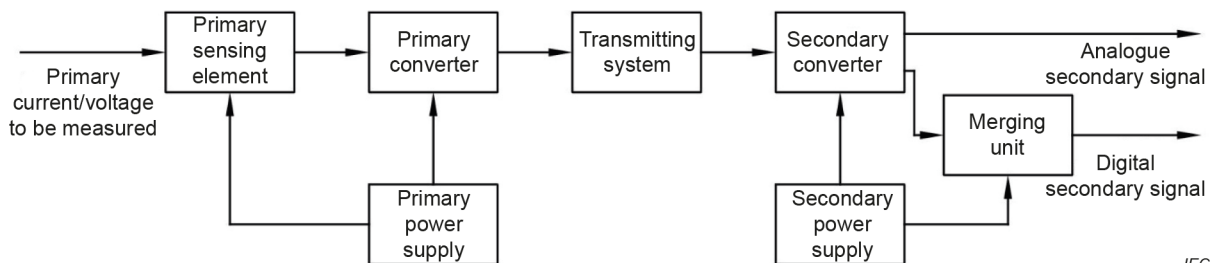 Primary
sensing
element
Primary
converter
Transmitting
system
Secondary
converter
Analogue
secondary signal
Primary
current/voltage
to be measured
Merging
unit
Digital
secondary signal
Primary
power
supply
Secondary
power
supply
IEC